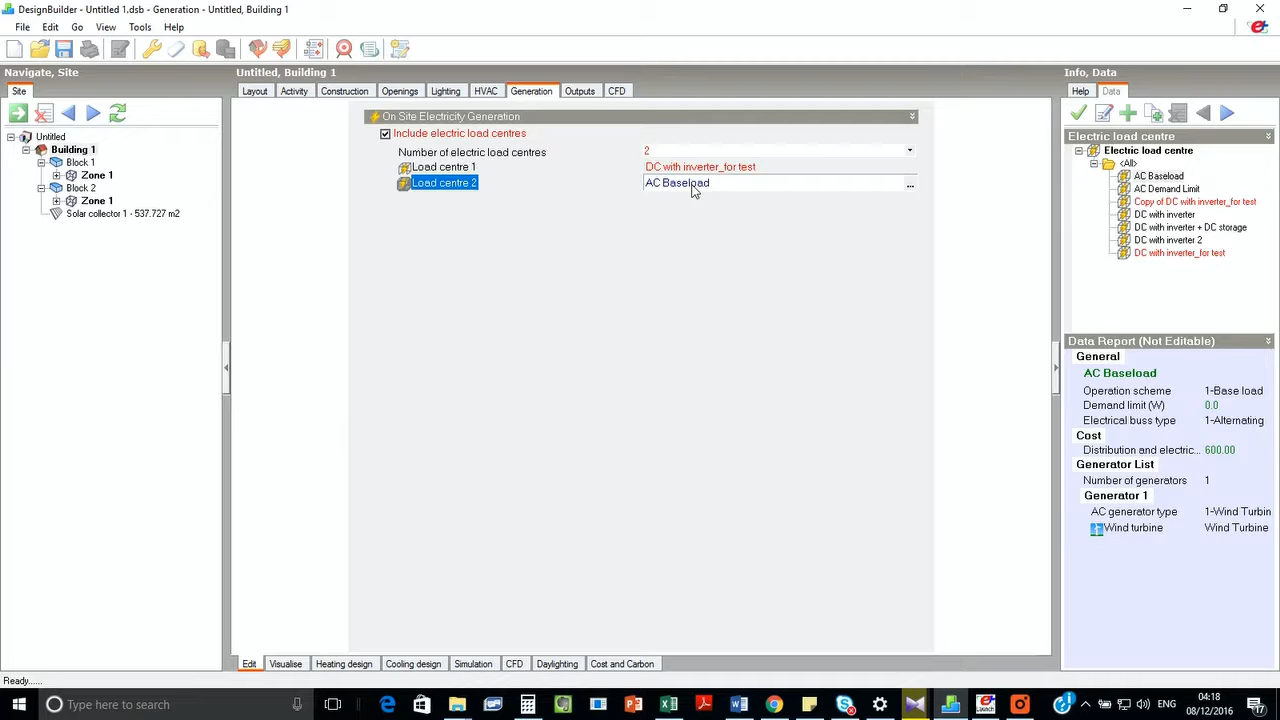 DesignBuilder - Untitled 1.dsb - Generation - Untitled, Building 1
File Edit Go View Tools Help
Navigate, Site
Untitled, Building 1
Info, Data
Site
Layout Activity Construction Openings Lighting HVAC Generation Outputs CFD
Help Data
On Site Electricity Generation
Include electric load centres
Number of electric load centres 2
Load centre 1 DC with inverter_for test
Load centre 2 AC Baseload ...
Untitled
Building 1
Block 1
Zone 1
Block 2
Zone 1
Solar collector 1 - 537.727 m2
Electric load centre
Electric load centre
<All>
AC Baseload
AC Demand Limit
Copy of DC with inverter_for test
DC with inverter
DC with inverter + DC storage
DC with inverter 2
DC with inverter_for test
Data Report (Not Editable)
General
AC Baseload
Operation scheme 1-Base load
Demand limit (W) 0.0
Electrical buss type 1-Alternating
Cost
Distribution and electric... 600.00
Generator List
Number of generators 1
Generator 1
AC generator type 1-Wind Turbin
Wind turbine Wind Turbine
Edit Visualise Heating design Cooling design Simulation CFD Daylighting Cost and Carbon
Ready......
Type here to search
04:18
08/12/2016